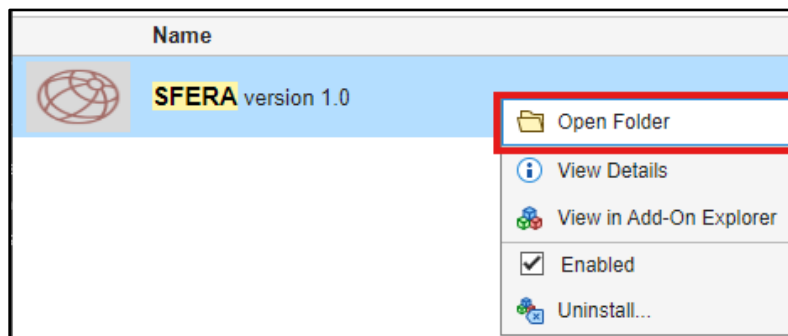 Name
SFERA version 1.0
Open Folder
View Details
View in Add-On Explorer
Enabled
Uninstall...